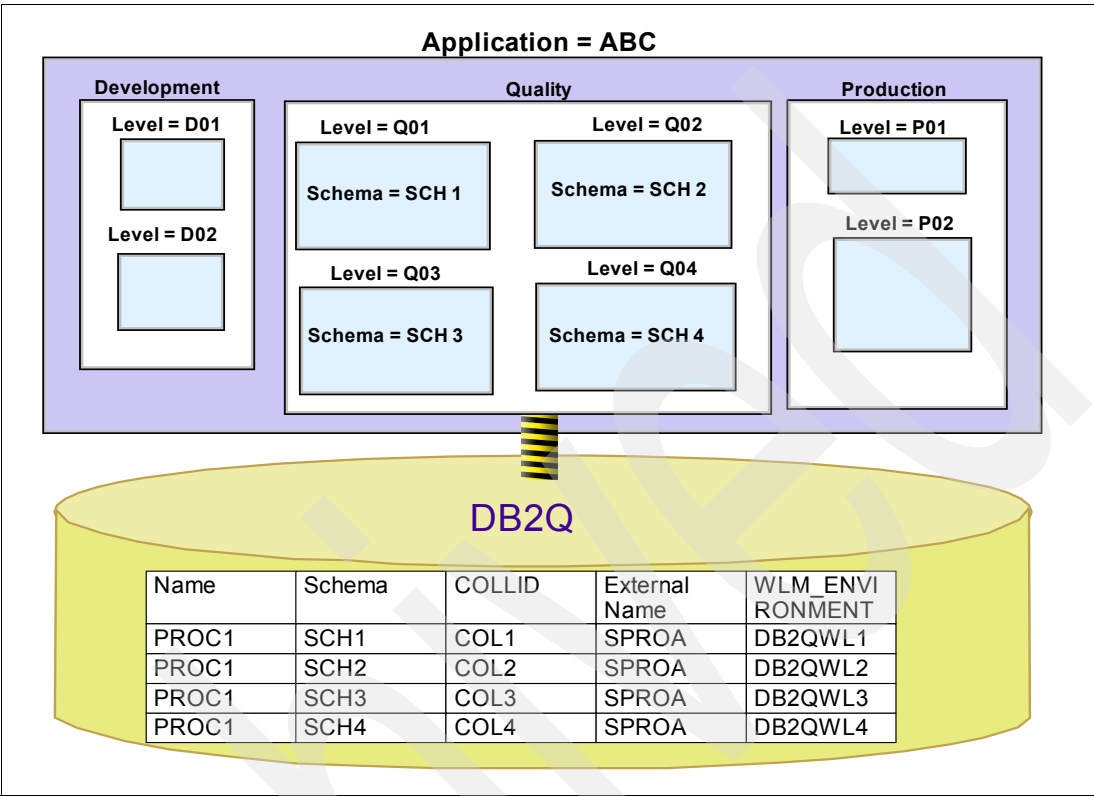 Application = ABC
Development
Quality
Production
Level = D01
Level = Q01
Level = Q02
Level = P01
Schema = SCH 1
Schema = SCH 2
Level = D02
Level = P02
Level = Q03
Level = Q04
Schema = SCH 3
Schema = SCH 4
DB2Q
Name Schema COLLID External Name WLM_ENVI RONMENT
PROC1 SCH1 COL1 SPROA DB2QWL1
PROC1 SCH2 COL2 SPROA DB2QWL2
PROC1 SCH3 COL3 SPROA DB2QWL3
PROC1 SCH4 COL4 SPROA DB2QWL4